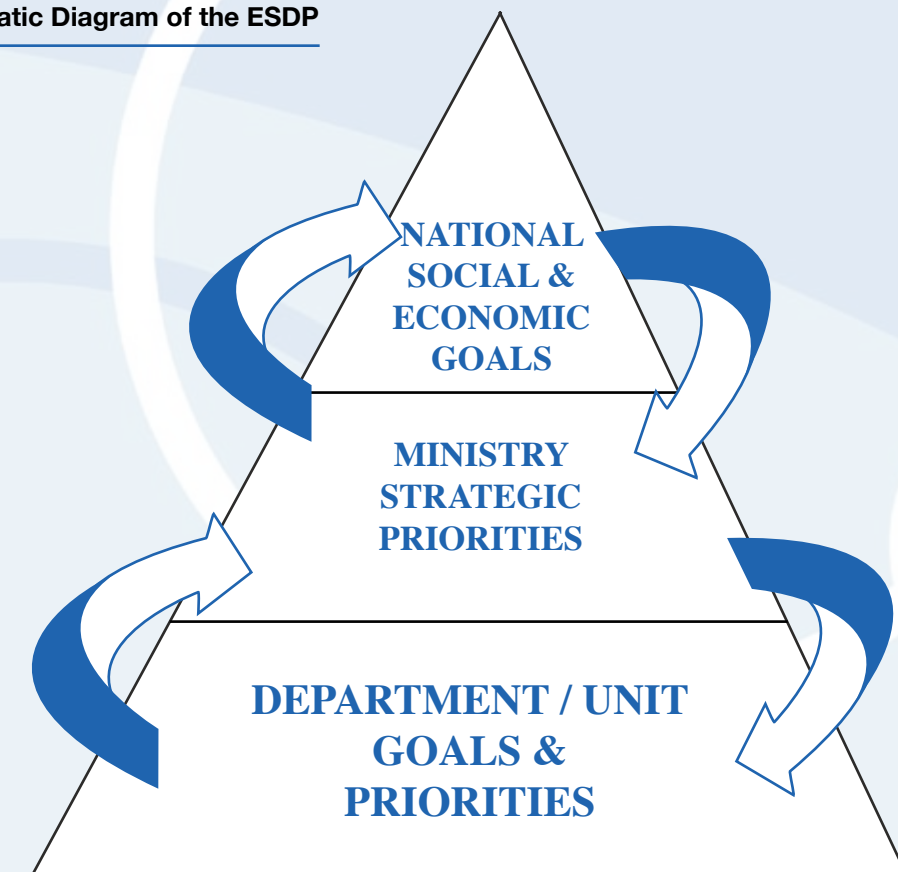 atic Diagram of the ESDP
NATIONAL
SOCIAL &
ECONOMIC
GOALS
MINISTRY
STRATEGIC
PRIORITIES
DEPARTMENT / UNIT
GOALS &
PRIORITIES